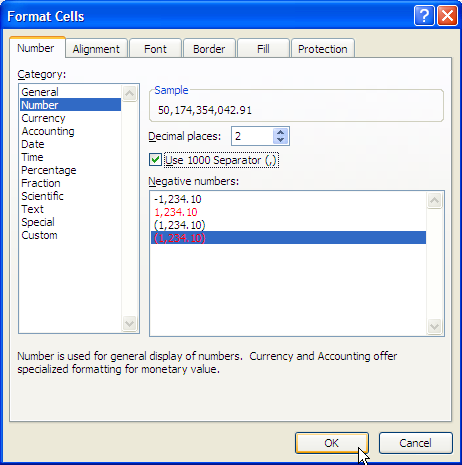 Format Cells
Number Alignment Font Border Fill Protection
Category:
General
Number
Currency
Accounting
Date
Time
Percentage
Fraction
Scientific
Text
Special
Custom
Sample
50,174,354,042.91
Decimal places: 2
Use 1000 Separator (,)
Negative numbers:
-1,234.10
1,234.10
(1,234.10)
(1,234.10)
Number is used for general display of numbers. Currency and Accounting offer
specialized formatting for monetary value.
OK Cancel